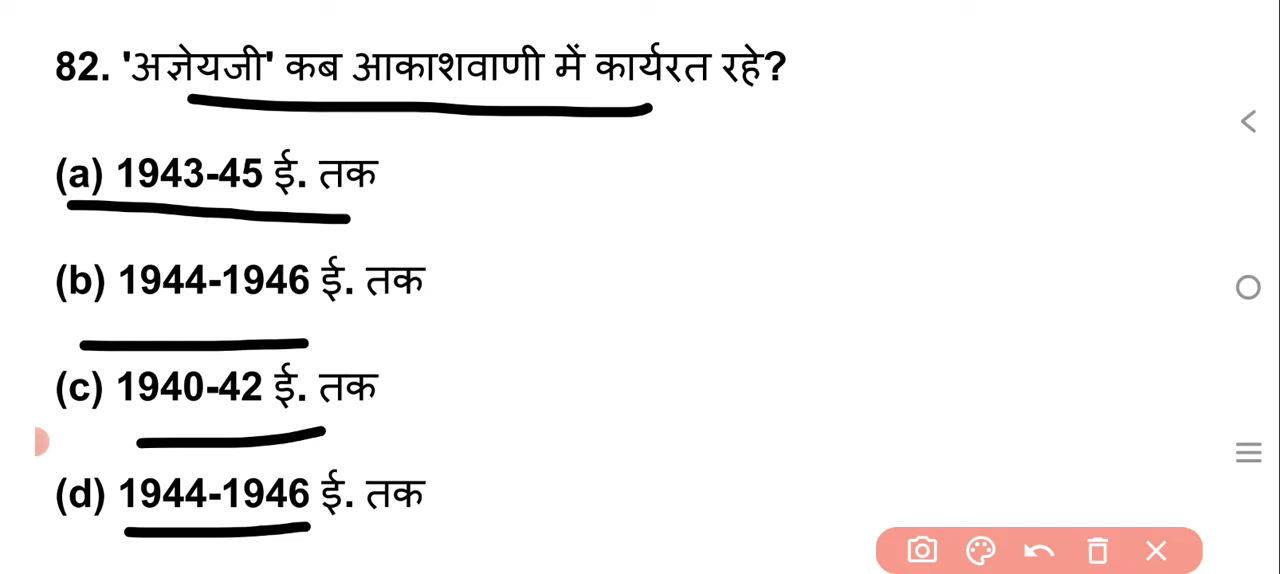 82. 'अज्ञेयजी' कब आकाशवाणी में कार्यरत रहे?
(a) 1943-45 ई. तक
(b) 1944-1946 ई. तक
(c) 1940-42 ई. तक
(d) 1944-1946 ई. तक